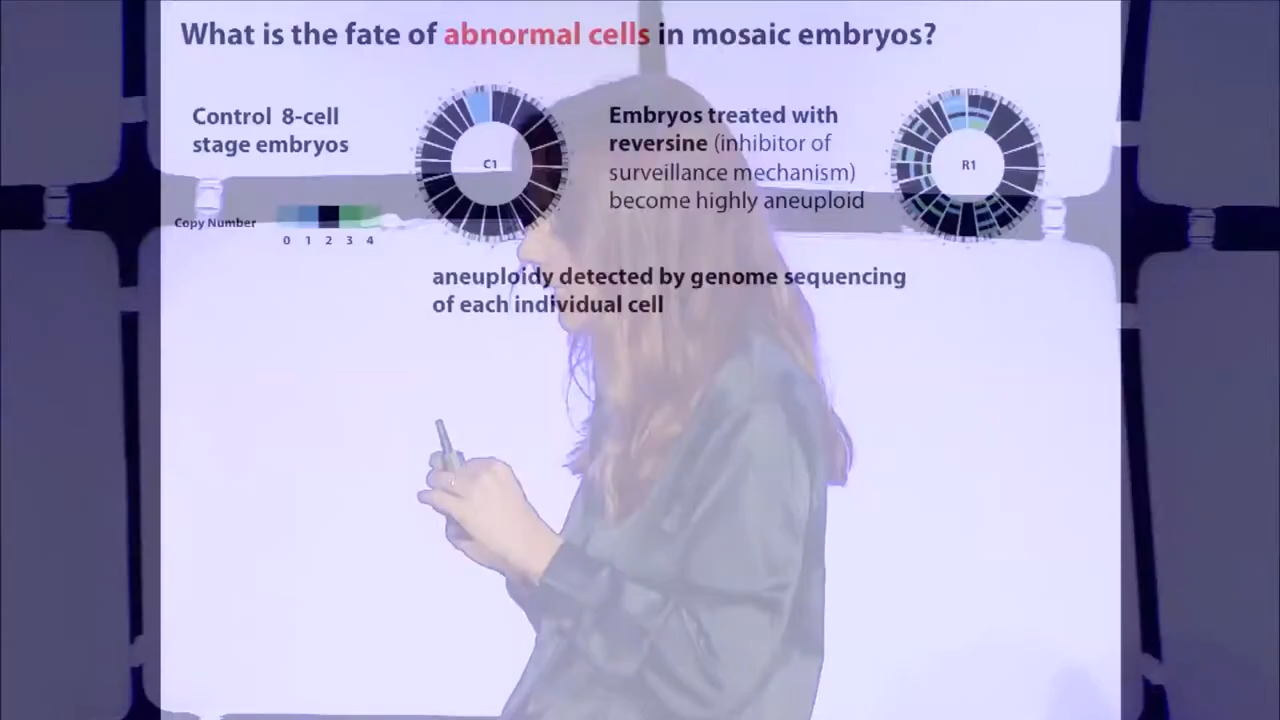 What is the fate of abnormal cells in mosaic embryos?
Control 8-cell
stage embryos
C1
Embryos treated with
reversine (inhibitor of
surveillance mechanism)
become highly aneuploid
R1
Copy Number
0 1 2 3 4
aneuploidy detected by genome sequencing
of each individual cell